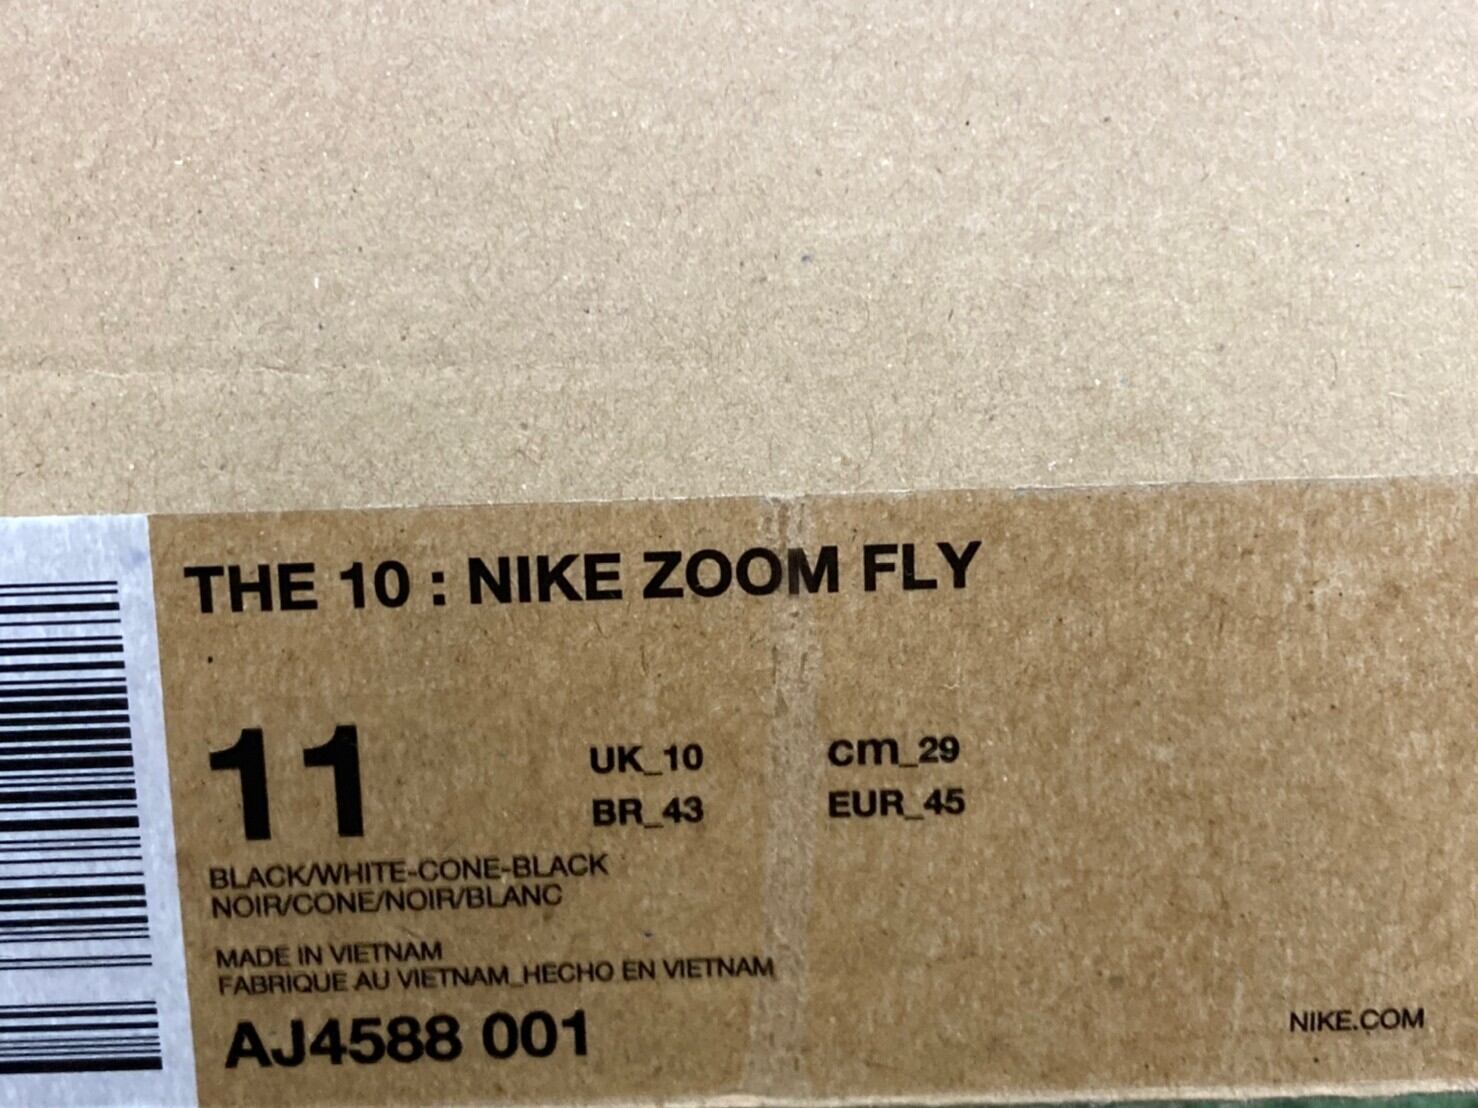 THE 10 : NIKE ZOOM FLY
11
UK_10
cm_29
BR_43
EUR_45
BLACK/WHITE-CONE-BLACK
NOIR/CONE/NOIR/BLANC
MADE IN VIETNAM
FABRIQUE AU VIETNAM_HECHO EN VIETNAM
AJ4588 001
NIKE.COM